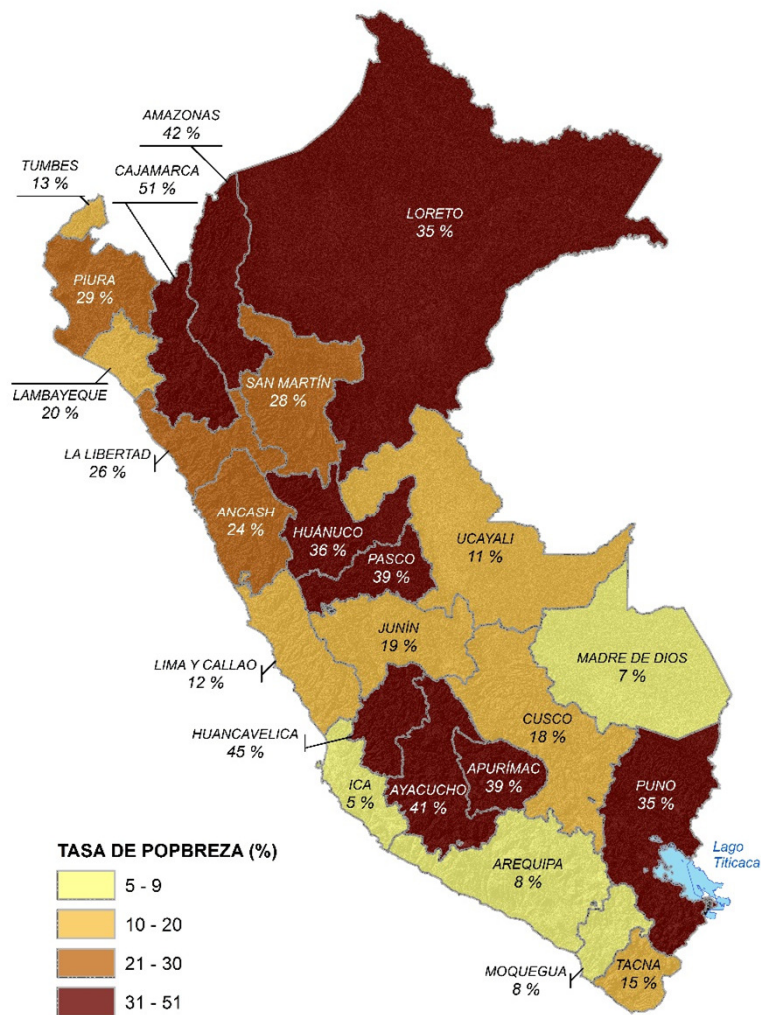 AMAZONAS
42 %
TUMBES
13 %
CAJAMARCA
51 %
LORETO
35 %
PIURA
29 %
LAMBAYEQUE
20 %
SAN MARTÍN
28 %
LA LIBERTAD
26 %
ANCASH
24 %
HUÁNUCO
36 %
PASCO
39 %
UCAYALI
11 %
JUNÍN
19 %
MADRE DE DIOS
7 %
LIMA Y CALLAO
12 %
CUSCO
18 %
HUANCAVELICA
45 %
ICA
5 %
AYACUCHO
41 %
APURÍMAC
39 %
PUNO
35 %
Lago
Titicaca
AREQUIPA
8 %
MOQUEGUA
8 %
TACNA
15 %
TASA DE POPBREZA (%)
5 - 9
10 - 20
21 - 30
31 - 51